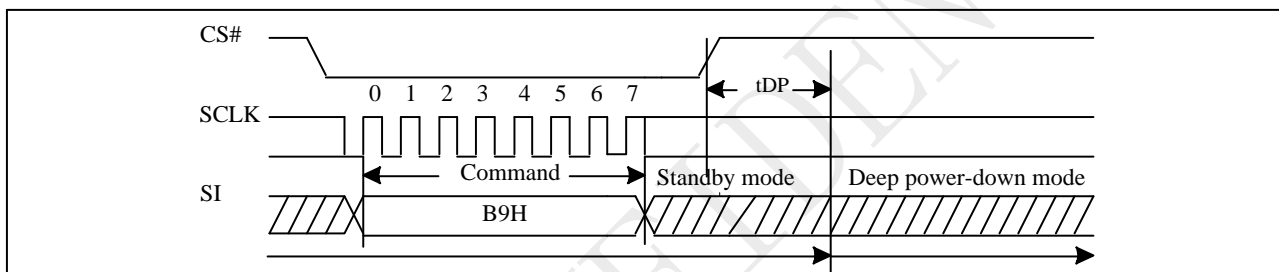 CS#
tDP
0 1 2 3 4 5 6 7
SCLK
Command
Standby mode
Deep power-down mode
SI
B9H